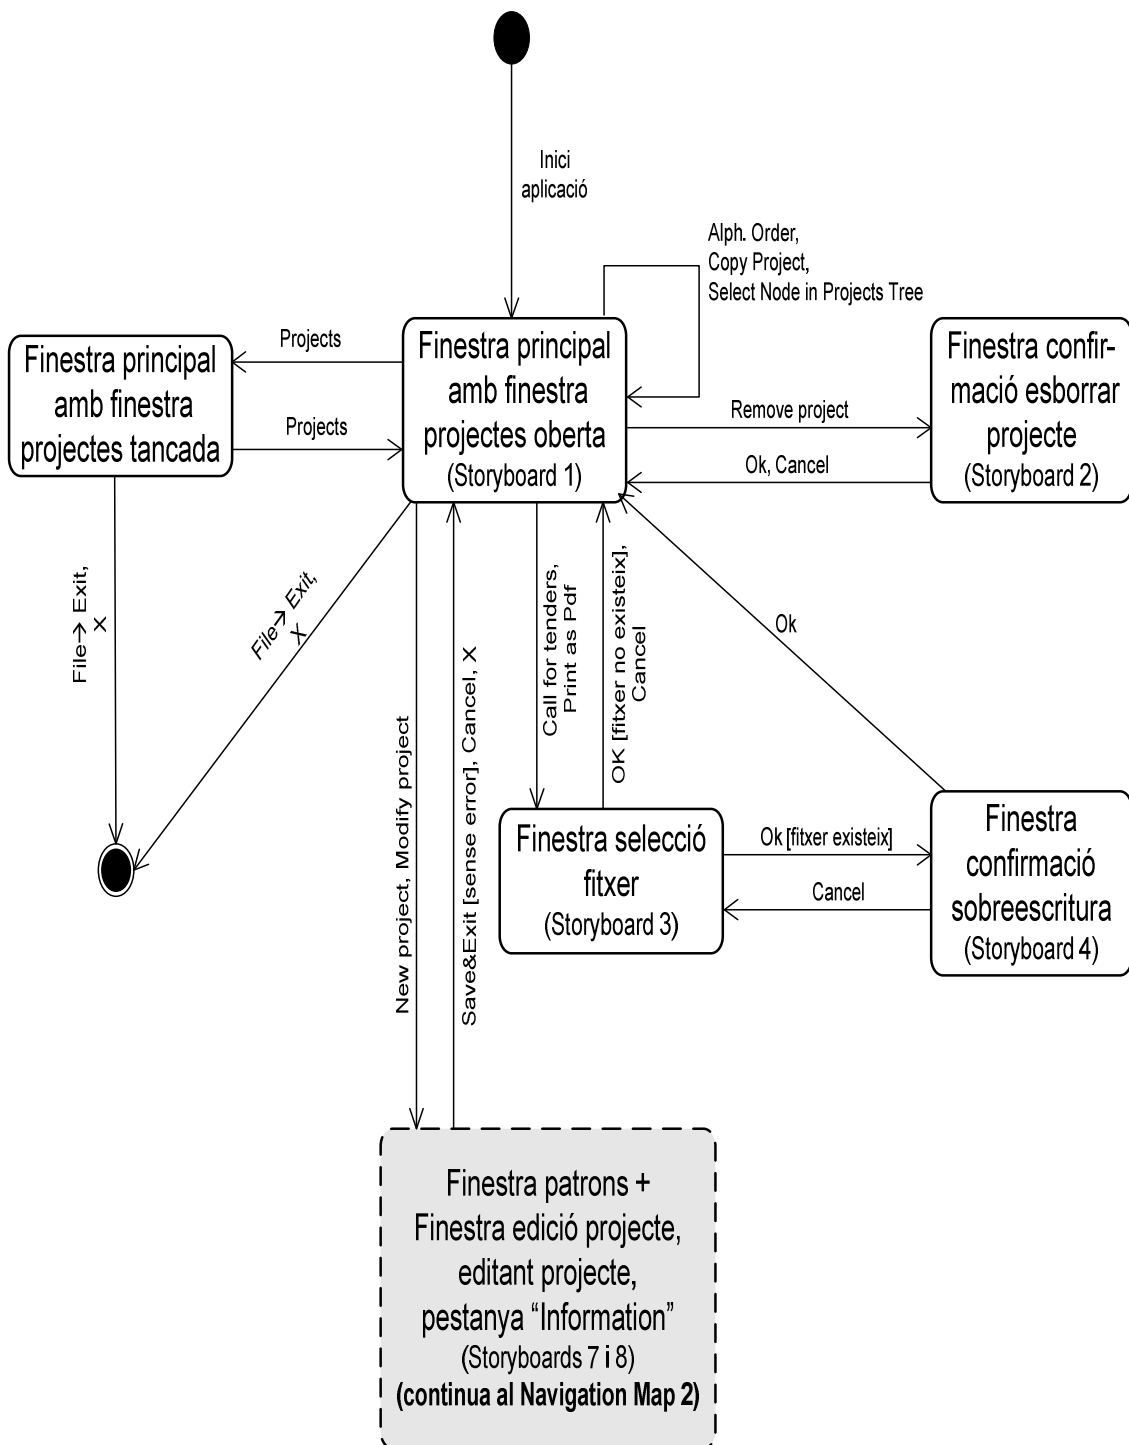 Inici
aplicació
Alph. Order,
Copy Project,
Select Node in Projects Tree
Finestra principal
amb finestra
projectes tancada
Projects
Projects
Finestra principal
amb finestra
projectes oberta
(Storyboard 1)
Remove project
Ok, Cancel
Finestra confir-
mació esborrar
projecte
(Storyboard 2)
File→ Exit,
X
File→ Exit,
X
New project, Modify project
Save&Exit [sense error], Cancel, X
Call for tenders,
Print as Pdf
OK [fitxer no existeix],
Cancel
Ok
Finestra selecció
fitxer
(Storyboard 3)
Ok [fitxer existeix]
Cancel
Finestra
confirmació
sobreescritura
(Storyboard 4)
Finestra patrons +
Finestra edició projecte,
editant projecte,
pestanya “Information”
(Storyboards 7 i 8)
(continua al Navigation Map 2)